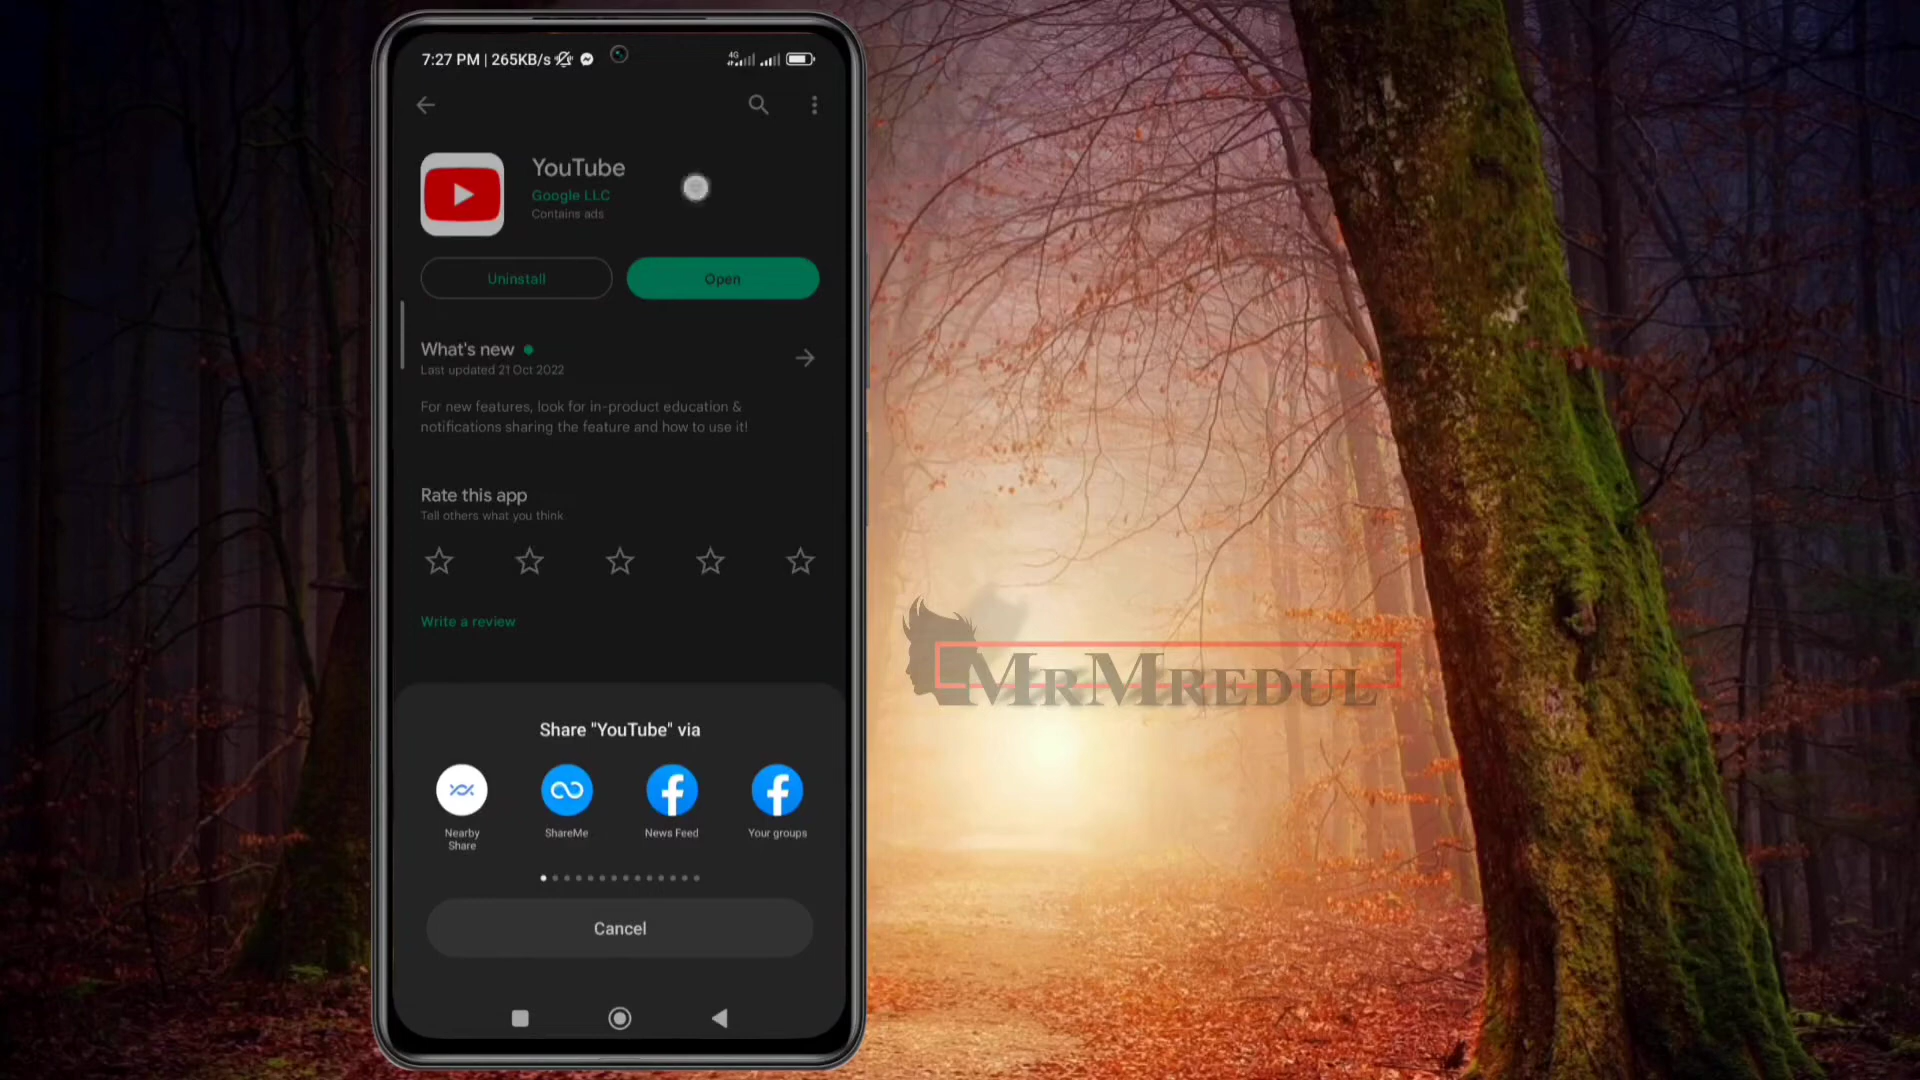 7:27 PM | 265KB/s
4G
YouTube
Google LLC
Contains ads
Uninstall
Open
What's new
Last updated 21 Oct 2022
For new features, look for in-product education &
notifications sharing the feature and how to use it!
Rate this app
Tell others what you think.
Write a review
MRMREDUL
Share "YouTube" via
Nearby
Share
ShareMe
News Feed
Your groups
Cancel